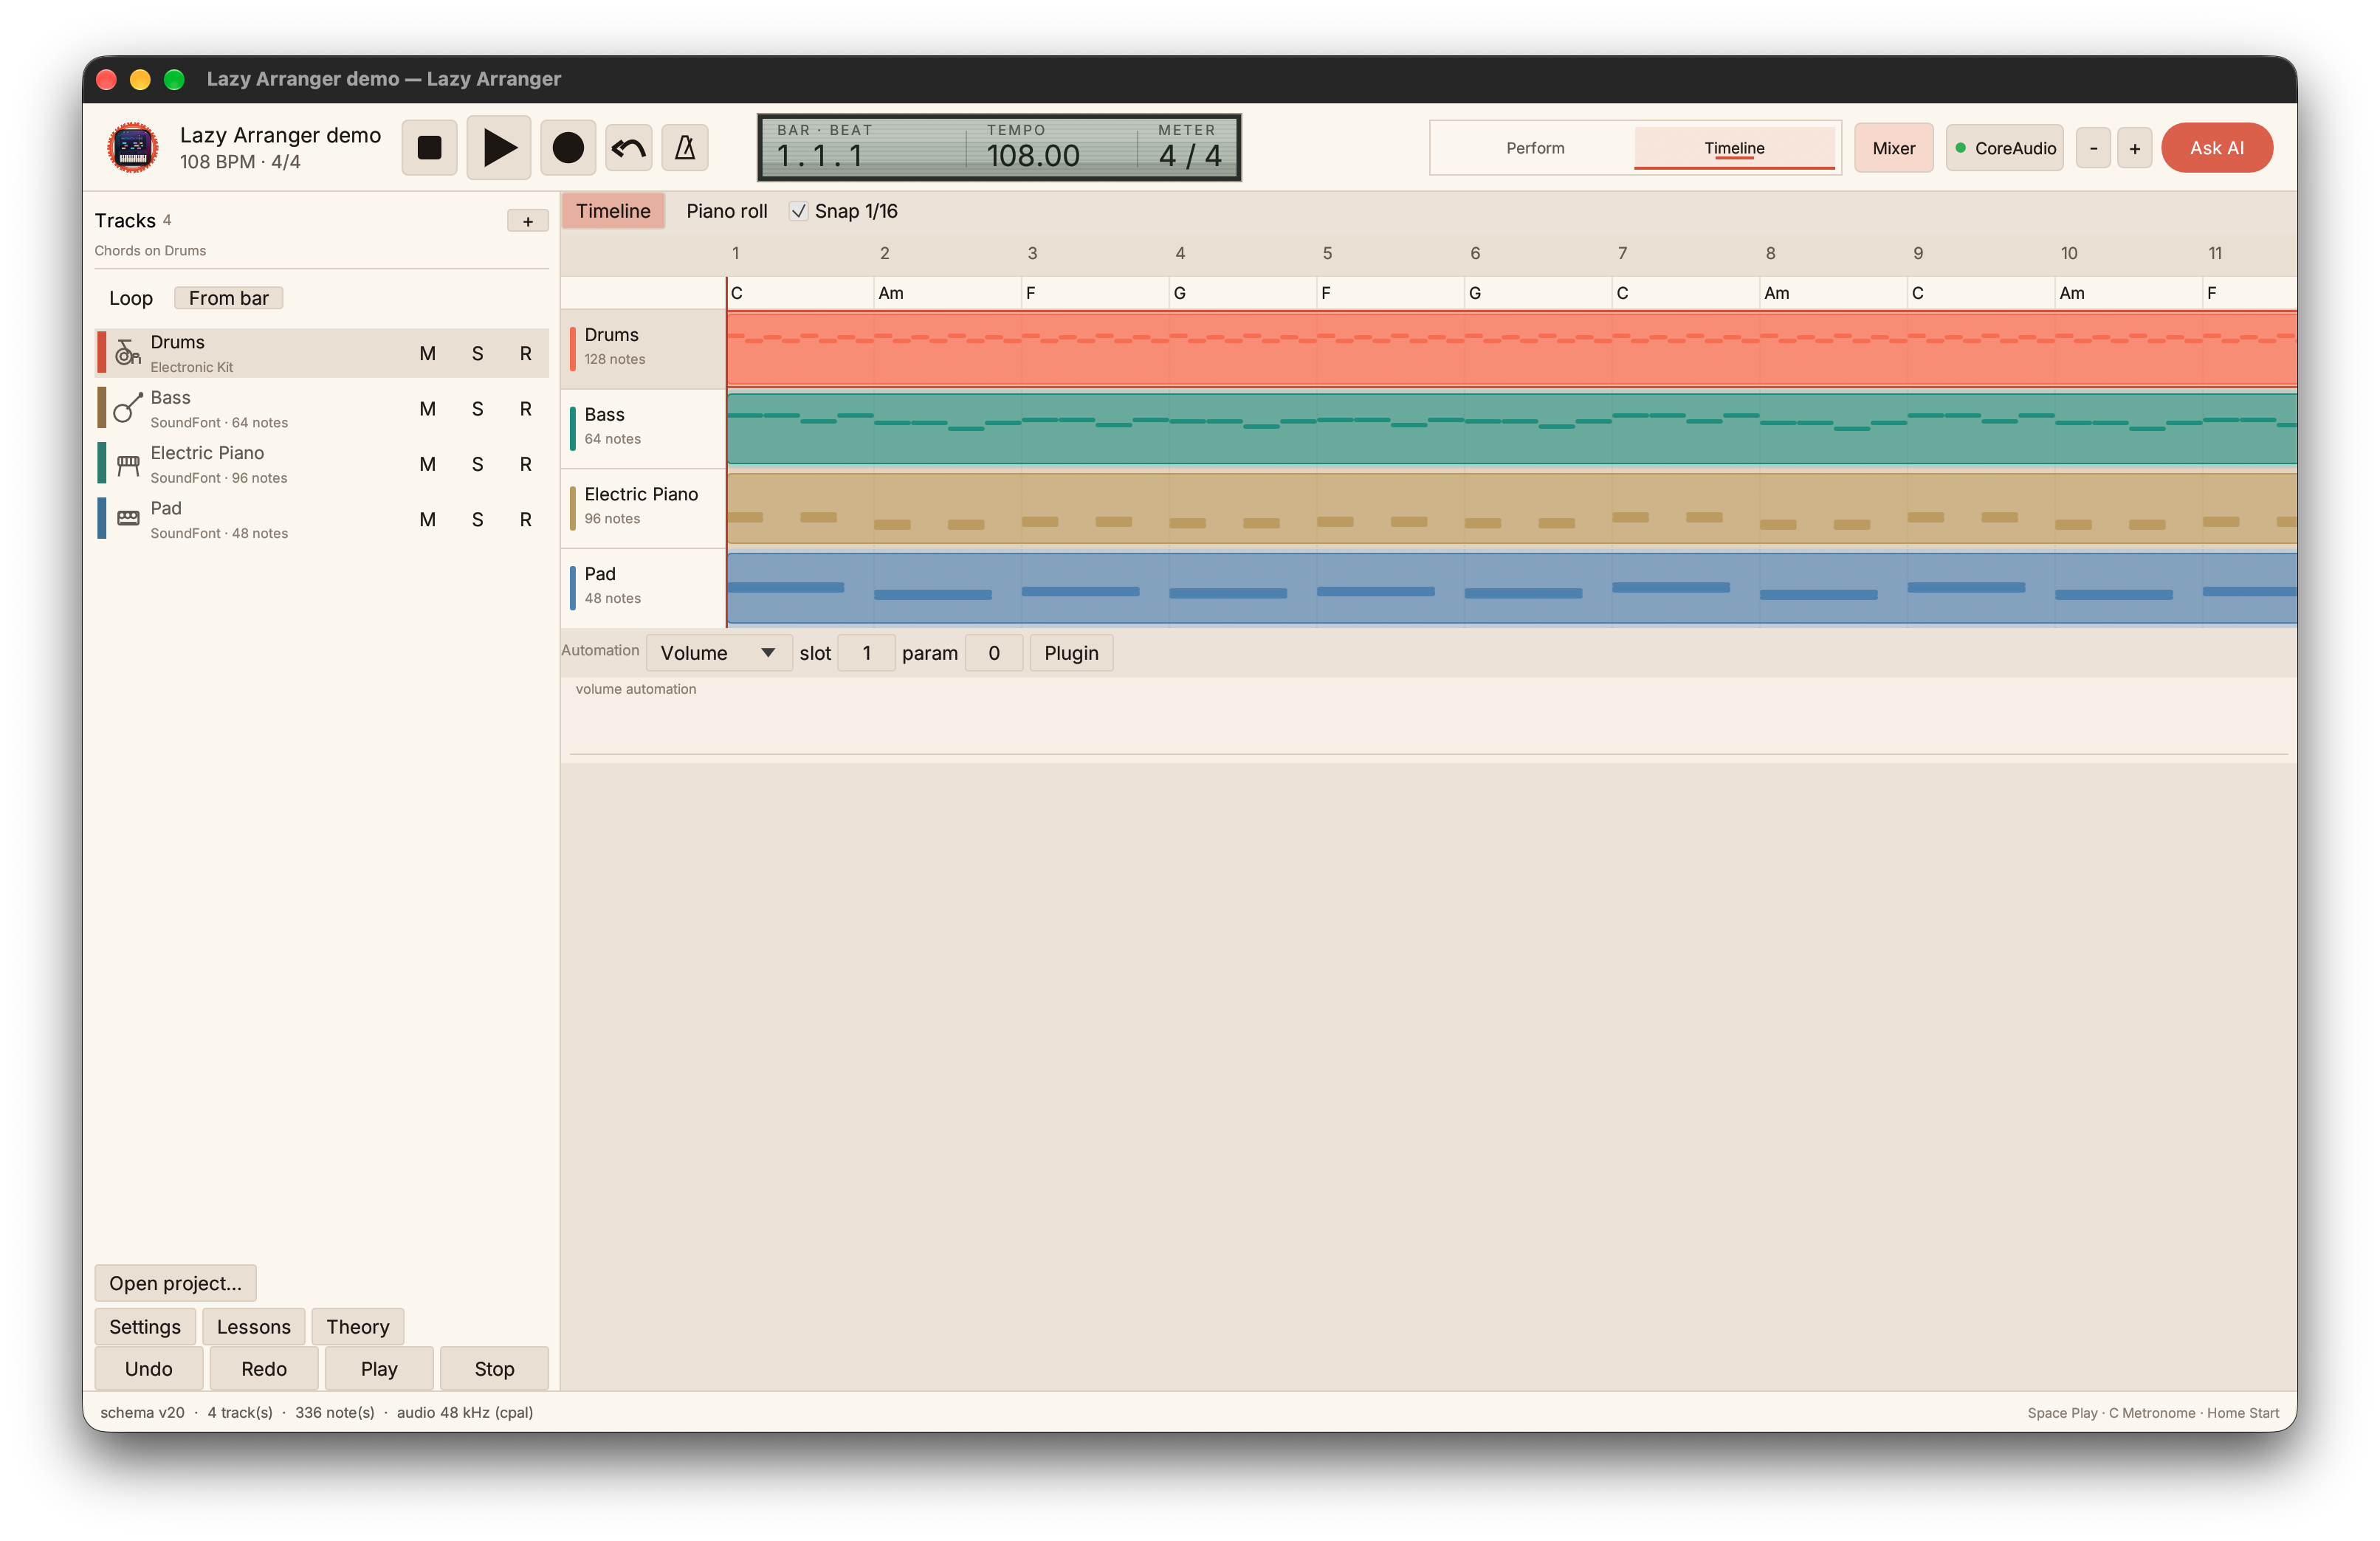 Lazy Arranger demo — Lazy Arranger
Lazy Arranger demo
108 BPM · 4/4
BAR · BEAT TEMPO METER
1.1.1 108.00 4/4
Perform Timeline Mixer CoreAudio - + Ask AI
Tracks 4 +
Chords on Drums
Loop From bar
Drums M S R
Electronic Kit
Bass M S R
SoundFont · 64 notes
Electric Piano M S R
SoundFont · 96 notes
Pad M S R
SoundFont · 48 notes
Open project...
Settings Lessons Theory
Undo Redo Play Stop
Timeline Piano roll Snap 1/16
1 2 3 4 5 6 7 8 9 10 11
C Am F G F G C Am C Am F
Drums
128 notes
Bass
64 notes
Electric Piano
96 notes
Pad
48 notes
Automation Volume slot 1 param 0 Plugin
volume automation
schema v20 · 4 track(s) · 336 note(s) · audio 48 kHz (cpal)
Space Play · C Metronome · Home Start